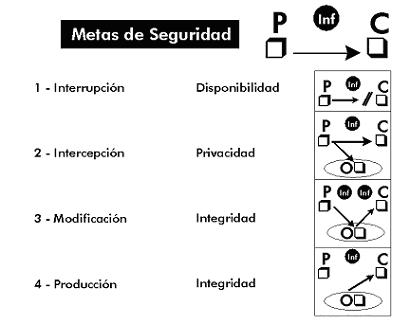 P Inf C
Metas de Seguridad
1 - Interrupción Disponibilidad
P Inf C
2 - Intercepción Privacidad
P Inf C
3 - Modificación Integridad
P Inf Inf C
4 - Producción Integridad
P Inf C